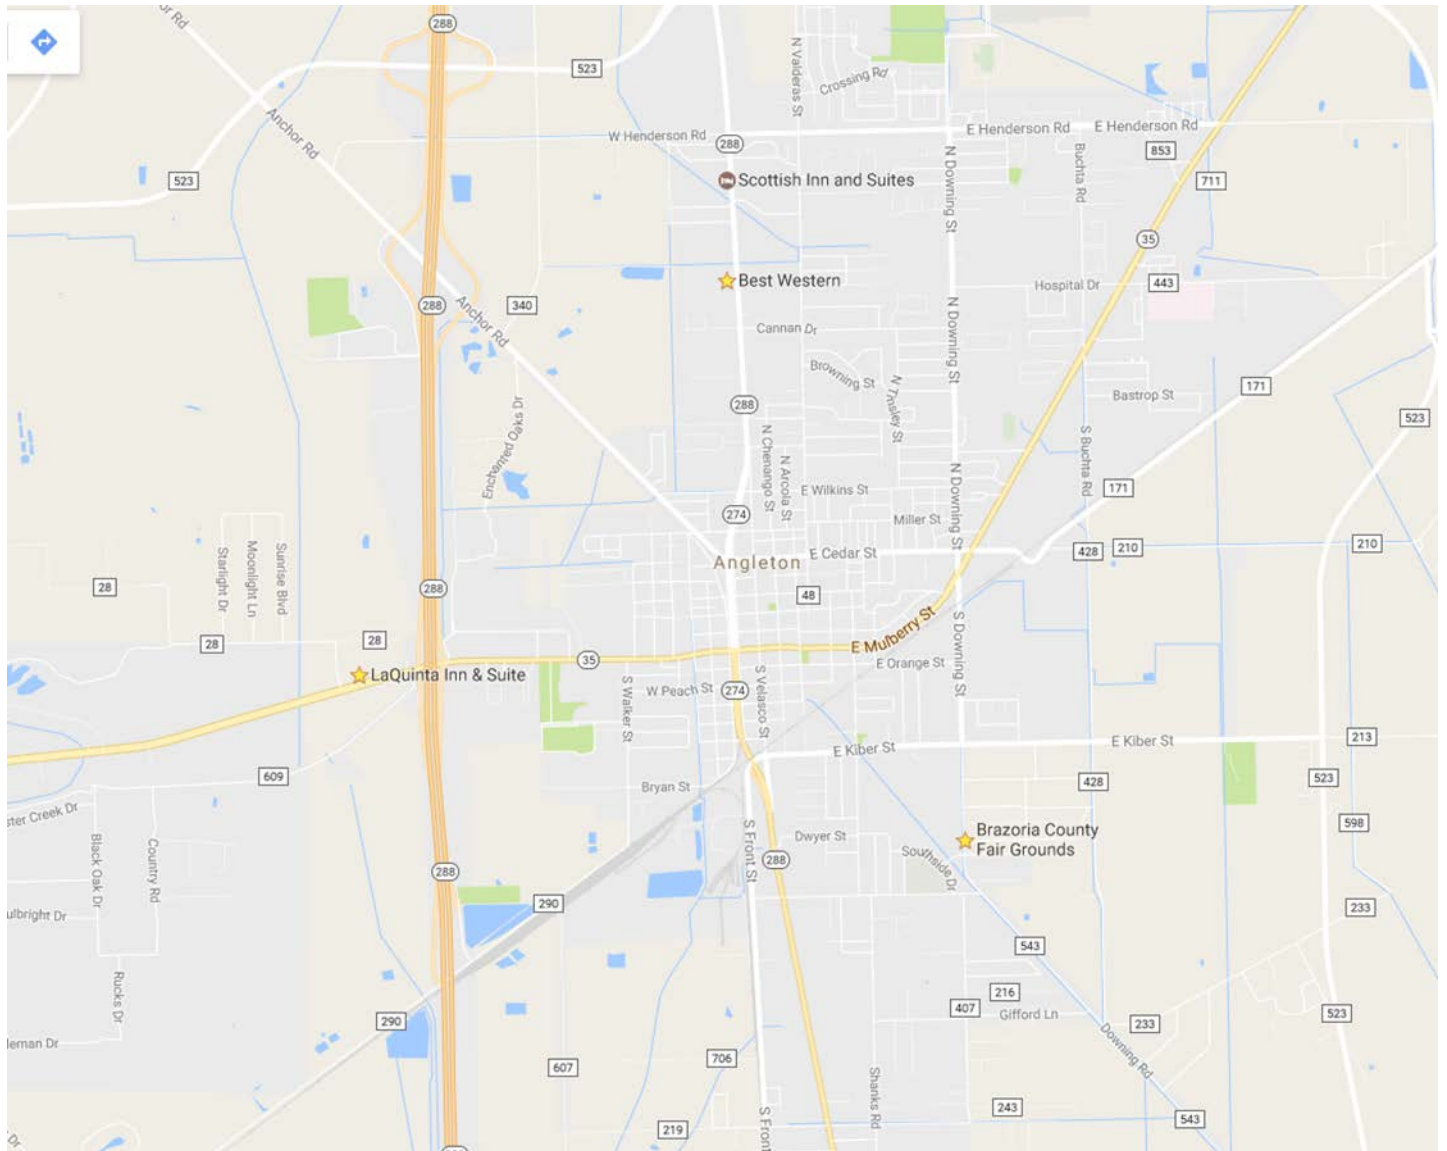 288
or Rd
523
N Valderas St
Crossing Rd
Anchor Rd
W Henderson Rd
288
E Henderson Rd
E Henderson Rd
853
Buchta Rd
523
Scottish Inn and Suites
N Downing St
711
35
Best Western
Hospital Dr
443
288
Anchor Rd
340
Cannan Dr
N Downing St
Browning St
N Tinsley St
171
Bastrop St
288
523
Enchanted Oaks Dr
N Chenango St
N Arcola St
S Buchta Rd
E Wilkins St
N Downing St
171
274
Miller St
Starlight Dr
Moonlight Ln
Sunrise Blvd
Angleton
E Cedar St
428
210
210
28
288
48
28
28
E Mulberry St
S Downing St
35
E Orange St
LaQuinta Inn & Suite
S Walker St
W Peach St
274
S Velasco St
E Kiber St
E Kiber St
213
609
Bryan St
428
523
ster Creek Dr
Black Oak Dr
Country Rd
S Front St
Dwyer St
Brazoria County
Fair Grounds
598
288
288
Southside Dr
ulbright Dr
290
233
543
Rucks Dr
216
407
Gifford Ln
290
233
523
leman Dr
Downing Rd
607
706
Shanks Rd
243
219
S Front
543
Dr